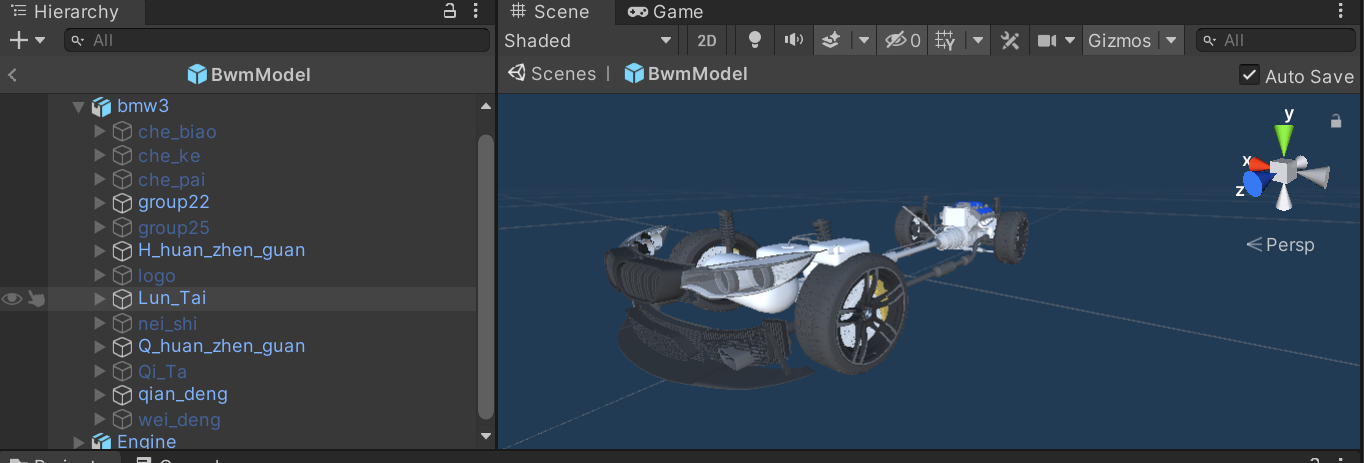 Hierarchy
All
BwmModel
bmw3
che_biao
che_ke
che_pai
group22
group25
H_huan_zhen_guan
logo
Lun_Tai
nei_shi
Q_huan_zhen_guan
Qi_Ta
qian_deng
wei_deng
Engine
Scene Game
Shaded 2D 0 Gizmos All
Scenes | BwmModel Auto Save
y
x
z
Persp